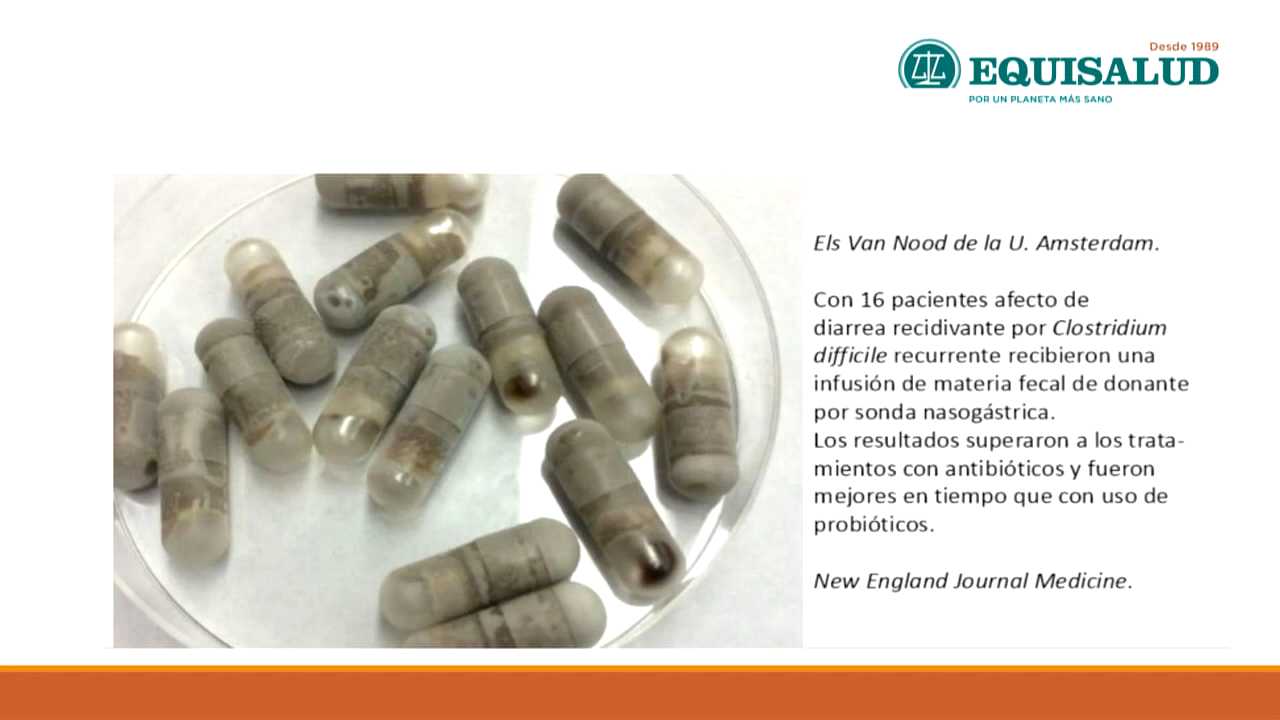 Desde 1989
EQUISALUD
POR UN PLANETA MÁS SANO
Els Van Nood de la U. Amsterdam.
Con 16 pacientes afecto de
diarrea recidivante por Clostridium
difficile recurrente recibieron una
infusión de materia fecal de donante
por sonda nasogástrica.
Los resultados superaron a los trata-
mientos con antibióticos y fueron
mejores en tiempo que con uso de
probióticos.
New England Journal Medicine.